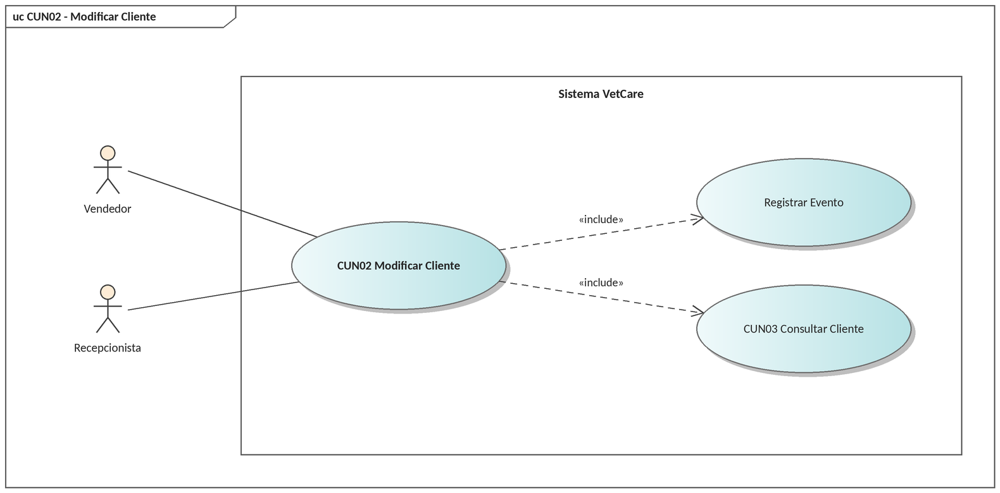 uc CUN02 - Modificar Cliente
Sistema VetCare
Vendedor
Registrar Evento
«include»
CUN02 Modificar Cliente
«include»
CUN03 Consultar Cliente
Recepcionista